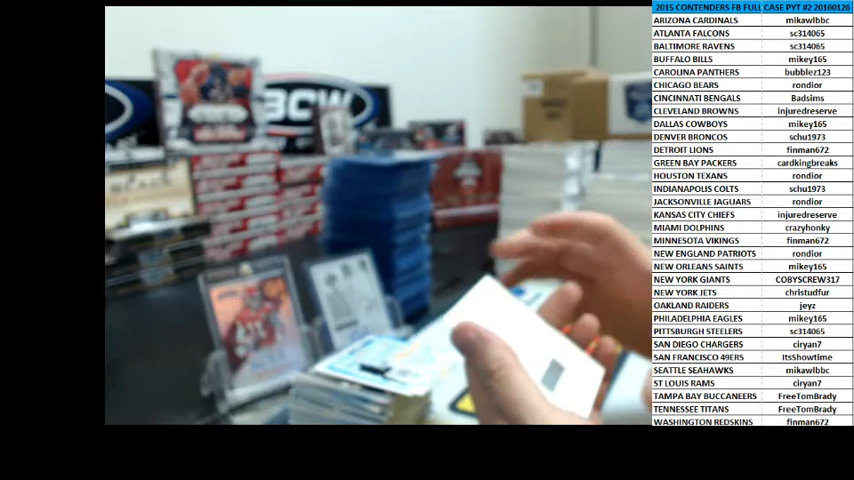 2015 CONTENDERS FB FULL CASE PYT #2 20160126
ARIZONA CARDINALS mikawlbbc
ATLANTA FALCONS sc314065
BALTIMORE RAVENS sc314065
BUFFALO BILLS mikey165
CAROLINA PANTHERS bubblez123
CHICAGO BEARS rondior
CINCINNATI BENGALS Badsims
CLEVELAND BROWNS injuredreserve
DALLAS COWBOYS mikey165
DENVER BRONCOS schu1973
DETROIT LIONS finman672
GREEN BAY PACKERS cardkingbreaks
HOUSTON TEXANS rondior
INDIANAPOLIS COLTS schu1973
JACKSONVILLE JAGUARS rondior
KANSAS CITY CHIEFS injuredreserve
MIAMI DOLPHINS crazyhonky
MINNESOTA VIKINGS finman672
NEW ENGLAND PATRIOTS rondior
NEW ORLEANS SAINTS mikey165
NEW YORK GIANTS COBYSCREW317
NEW YORK JETS christudfur
OAKLAND RAIDERS jeyz
PHILADELPHIA EAGLES mikey165
PITTSBURGH STEELERS sc314065
SAN DIEGO CHARGERS ciryan7
SAN FRANCISCO 49ERS ItsShowtime
SEATTLE SEAHAWKS mikawlbbc
ST LOUIS RAMS ciryan7
TAMPA BAY BUCCANEERS FreeTomBrady
TENNESSEE TITANS FreeTomBrady
WASHINGTON REDSKINS finman672
BCW